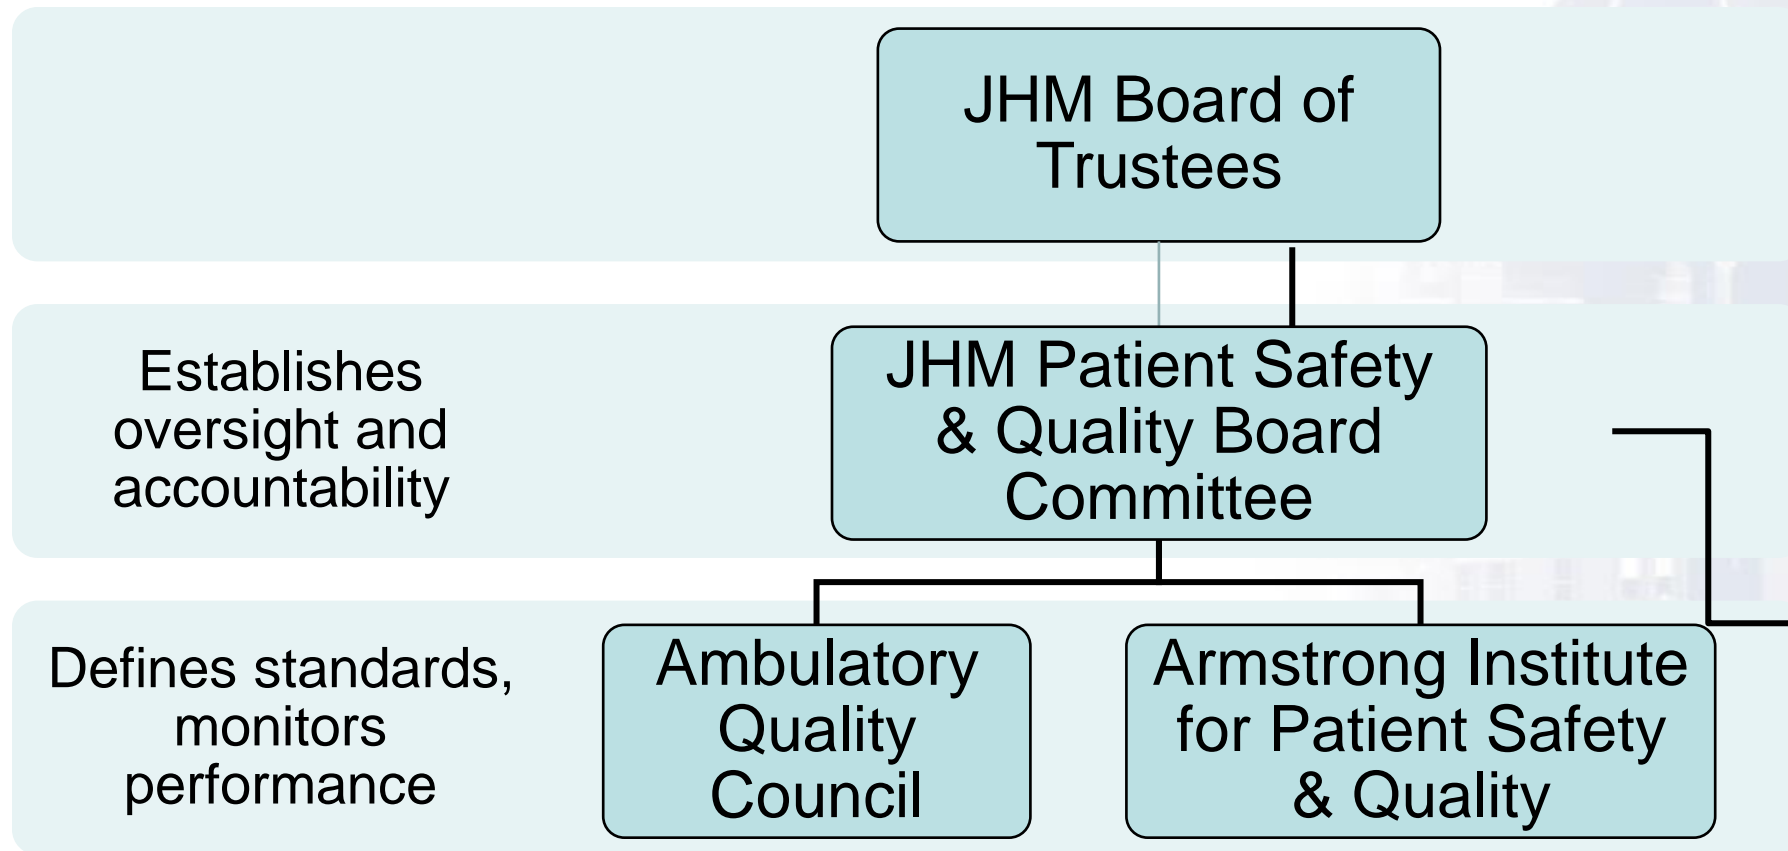 JHM Board of
Trustees
Establishes
oversight and
accountability
JHM Patient Safety
& Quality Board
Committee
Defines standards,
monitors
performance
Ambulatory
Quality
Council
Armstrong Institute
for Patient Safety
& Quality